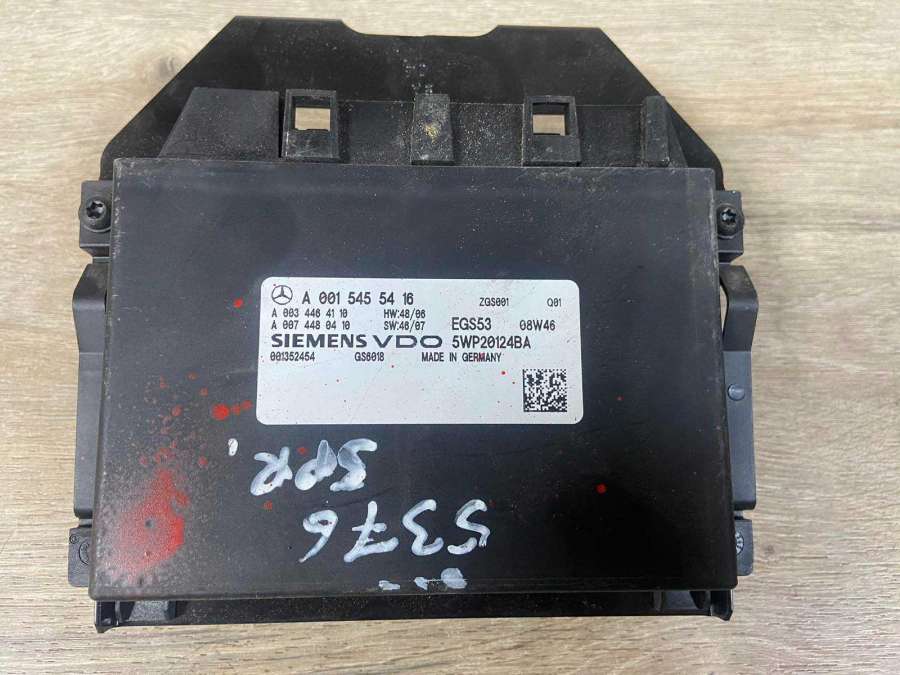 A 001 545 54 16 ZGS001 Q01
A 003 446 41 10 HW:48/06
A 007 448 04 10 SW:46/07 EGS53 08W46
SIEMENS VDO 5WP20124BA
001352454 GS6018 MADE IN GERMANY
5376
SPR